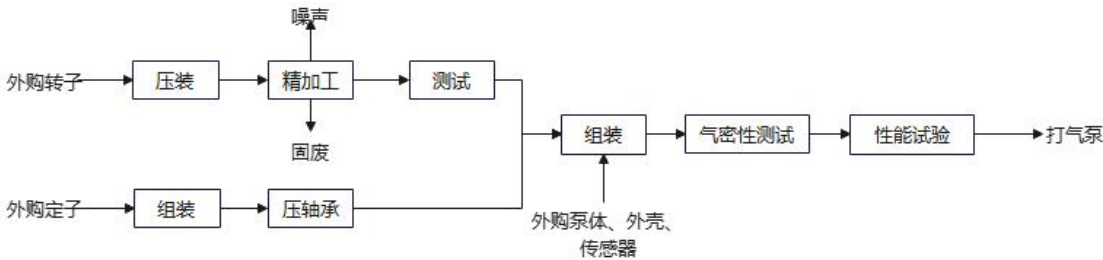 噪声
外购转子
压装
精加工
测试
固废
外购定子
组装
压轴承
组装
气密性测试
性能试验
打气泵
外购泵体、外壳、
传感器